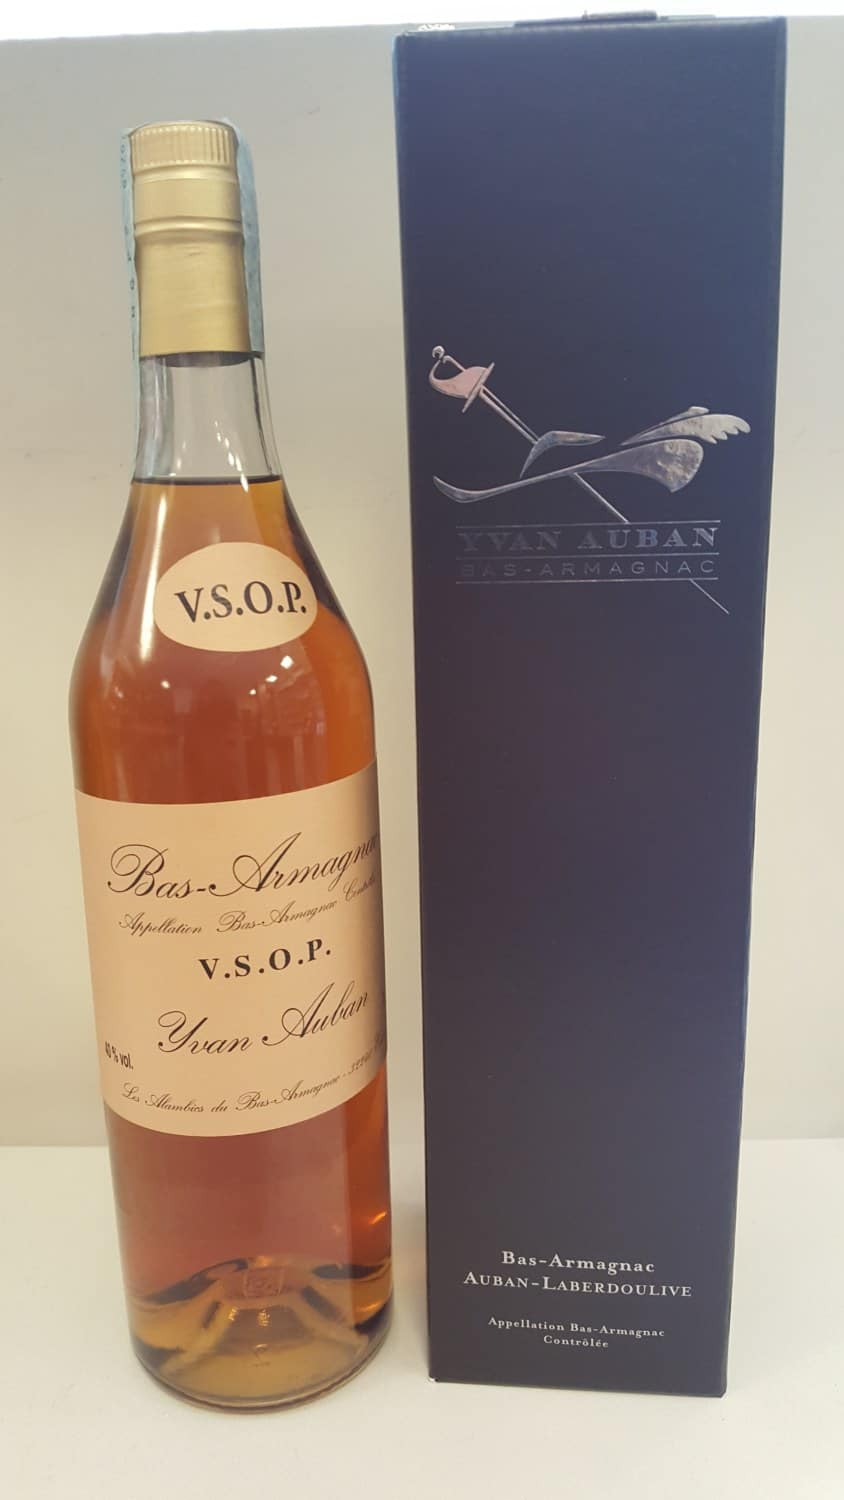 V.S.O.P.
Bas-Armagnac
Appellation Bas-Armagnac Contrôlée
V.S.O.P.
Yvan Auban
40 % vol.
Les Alambics du Bas-Armagnac -
YVAN AUBAN
BAS-ARMAGNAC
Bas-Armagnac
AUBAN-LABERDOULIVE
Appellation Bas-Armagnac
Contrôlée